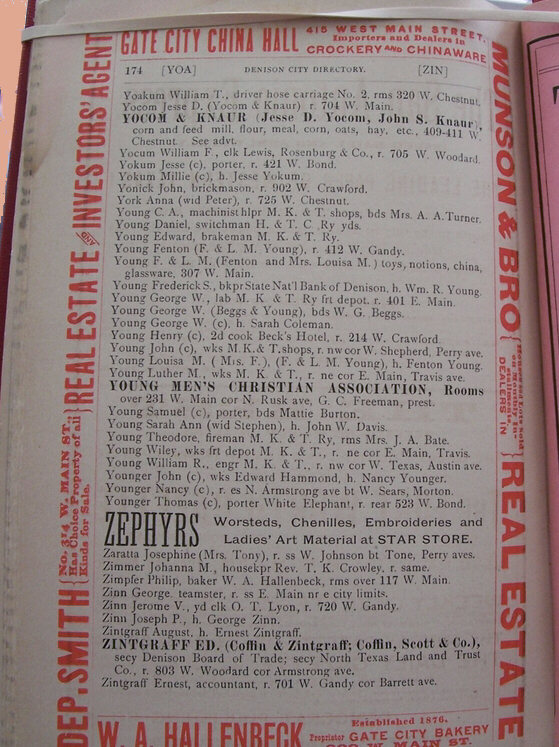 GATE CITY CHINA HALL
415 WEST MAIN STREET.
Importers and Dealers in
CROCKERY AND CHINAWARE
174 [YOA] DENISON CITY DIRECTORY. [ZIN]
Yoakum William T., driver hose carriage No. 2, rms 320 W. Chestnut.
Yocom Jesse D. (Yocom & Knaur) r. 704 W. Main.
YOCOM & KNAUR (Jesse D. Yocom, John S. Knaur),
corn and feed mill, flour, meal, corn, oats, hay, etc., 409-411 W.
Chestnut. See advt.
Yocum William F., clk Lewis, Rosenburg & Co., r. 705 W. Woodard.
Yokum Jesse (c), porter, r. 421 W. Bond.
Yokum Millie (c), h. Jesse Yokum.
Yonick John, brickmason, r. 902 W. Crawford.
York Anna (wid Peter), r. 725 W. Chestnut.
Young C. A., machinist hlpr M. K. & T. shops, bds Mrs. A. A. Turner.
Young Daniel, switchman H. & T. C. Ry yds.
Young Edward, brakeman M. K. & T. Ry.
Young Fenton (F. & L. M. Young), r. 412 W. Gandy.
Young F. & L. M. (Fenton and Mrs. Louisa M.) toys, notions, china,
glassware, 307 W. Main.
Young Frederick S., bkpr State Nat'l Bank of Denison, h. Wm. R. Young.
Young George W., lab M. K. & T. Ry frt depot. r. 401 E. Main.
Young George W. (Beggs & Young), bds W. G. Beggs.
Young George W. (c), h. Sarah Coleman.
Young Henry (c), 2d cook Beck's Hotel, r. 214 W. Crawford.
Young John (c), wks M. K. & T. shops, r. nw cor W. Shepherd, Perry ave.
Young Louisa M. (Mrs. F.), (F. & L. M. Young), h. Fenton Young.
Young Luther M., wks M. K. & T., r. ne cor E. Main, Travis ave.
YOUNG MEN'S CHRISTIAN ASSOCIATION, Rooms
over 231 W. Main cor N. Rusk ave, G. C. Freeman, prest.
Young Samuel (c), porter, bds Mattie Burton.
Young Sarah Ann (wid Stephen), h. John W. Davis.
Young Theodore, fireman M. K. & T. Ry, rms Mrs. J. A. Bate.
Young Wiley, wks frt depot M. K. & T., r. ne cor E. Main, Travis.
Young William R., engr M. K. & T., r. nw cor W. Texas, Austin ave.
Younger John (c), wks Edward Hammond, h. Nancy Younger.
Younger Nancy (c), r. es N. Armstrong ave bt W. Sears, Morton.
Younger Thomas (c), porter White Elephant, r. rear 523 W. Bond.
ZEPHYRS Worsteds, Chenilles, Embroideries and
Ladies' Art Material at STAR STORE.
Zaratta Josephine (Mrs. Tony), r. ss W. Johnson bt Tone, Perry aves.
Zimmer Johanna M., housekpr Rev. T. K. Crowley, r. same.
Zimpfer Philip, baker W. A. Hallenbeck, rms over 117 W. Main.
Zinn George. teamster, r. ss E. Main nr e city limits.
Zinn Jerome V., yd clk O. T. Lyon, r. 720 W. Gandy.
Zinn Joseph P., h. George Zinn.
Zintgraff August, h. Ernest Zintgraff.
ZINTGRAFF ED. (Coffin & Zintgraff; Coffin, Scott & Co.),
secy Denison Board of Trade; secy North Texas Land and Trust
Co., r. 803 W. Woodard cor Armstrong ave.
Zintgraff Ernest, accountant, r. 701 W. Gandy cor Barrett ave.
W. A. HALLENBECK
Established 1876.
Proprietor GATE CITY BAKERY
W. MAIN ST.
DEP. SMITH
No. 314 W. MAIN ST.;
Has Choice Property of all
Kinds for Sale.
REAL ESTATE AND INVESTORS' AGENT
MUNSON & BRO
DEALERS IN
REAL ESTATE